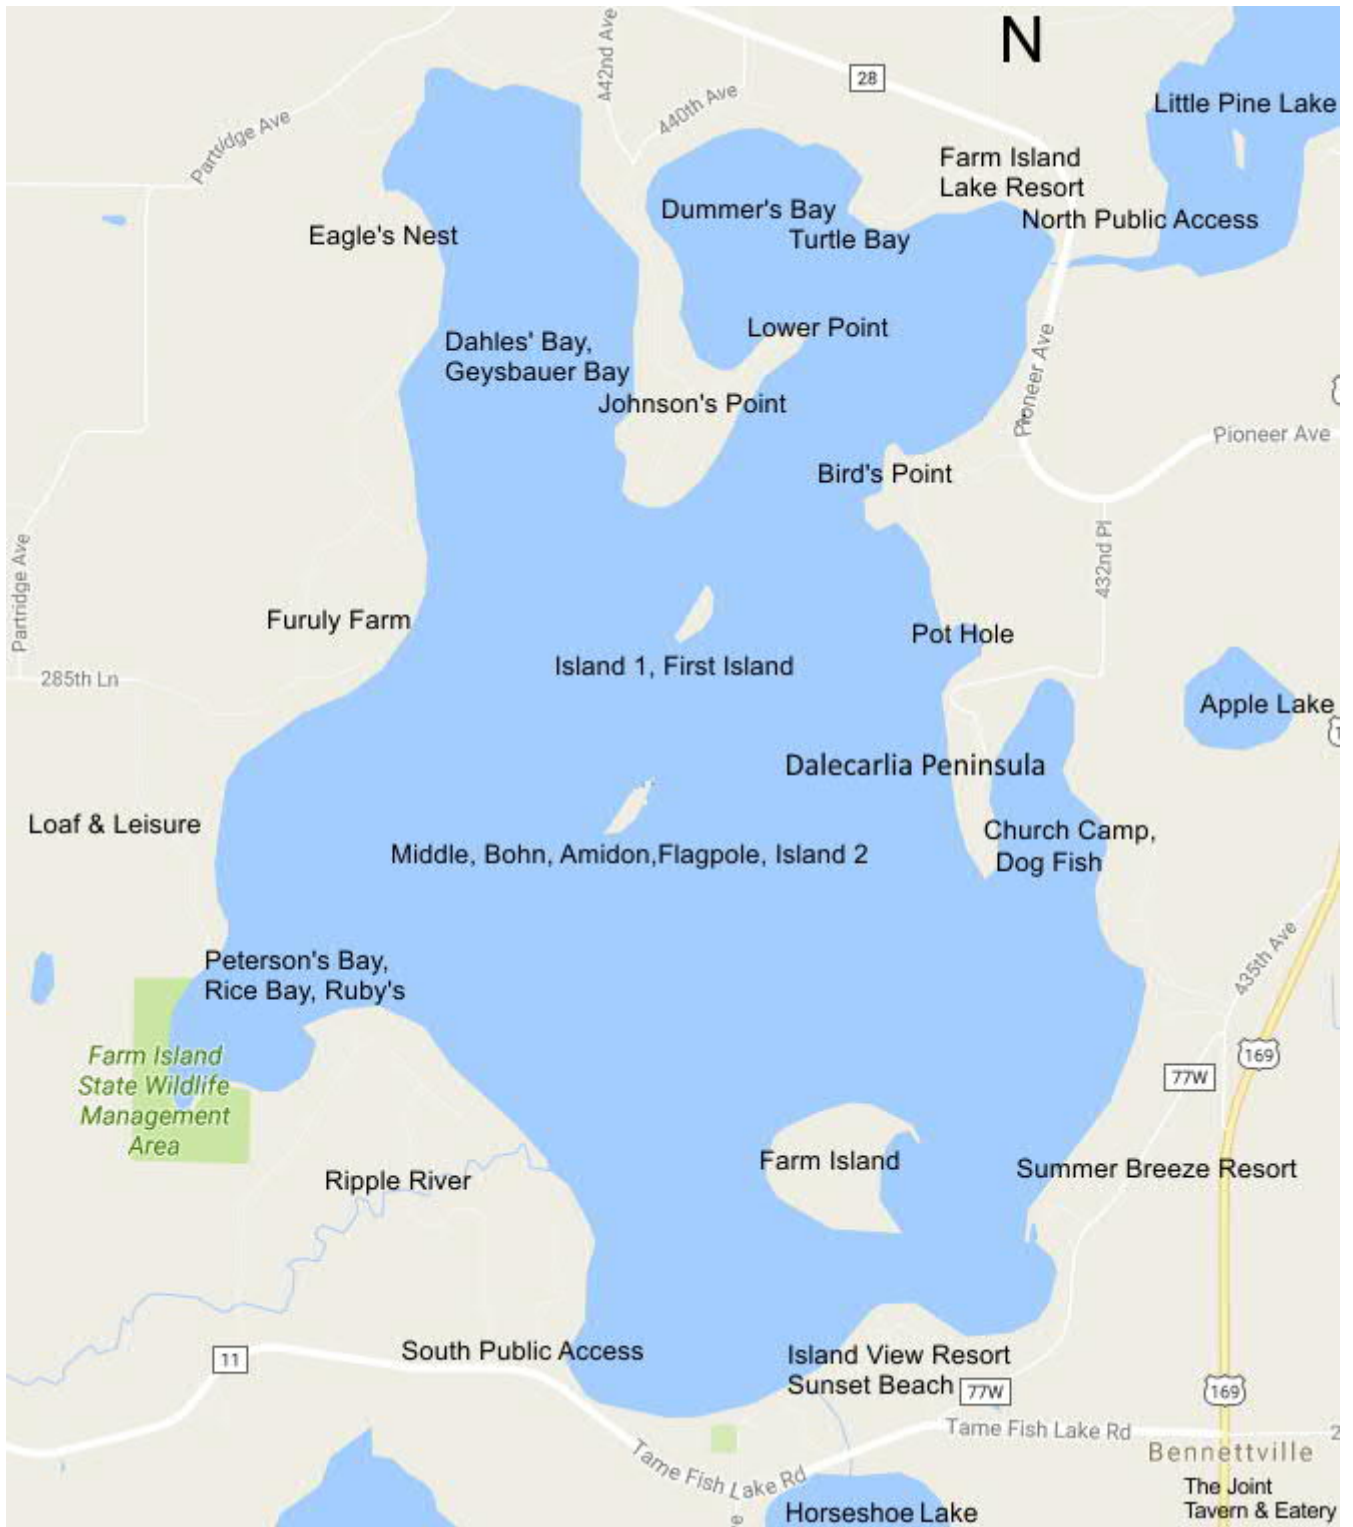 N
442nd Ave
28
440th Ave
Little Pine Lake
Partridge Ave
Farm Island
Lake Resort
Dummer's Bay
North Public Access
Eagle's Nest
Turtle Bay
Lower Point
Dahles' Bay,
Geysbauer Bay
Pioneer Ave
Johnson's Point
Pioneer Ave
Bird's Point
432nd Pl
Partridge Ave
Furuly Farm
Pot Hole
Island 1, First Island
285th Ln
Apple Lake
Dalecarlia Peninsula
Loaf & Leisure
Church Camp,
Dog Fish
Middle, Bohn, Amidon,Flagpole, Island 2
435th Ave
Peterson's Bay,
Rice Bay, Ruby's
Farm Island
State Wildlife
Management
Area
169
77W
Farm Island
Summer Breeze Resort
Ripple River
South Public Access
11
Island View Resort
Sunset Beach
77W
169
Tame Fish Lake Rd
2
Bennettville
Tame Fish Lake Rd
The Joint
Tavern & Eatery
Horseshoe Lake